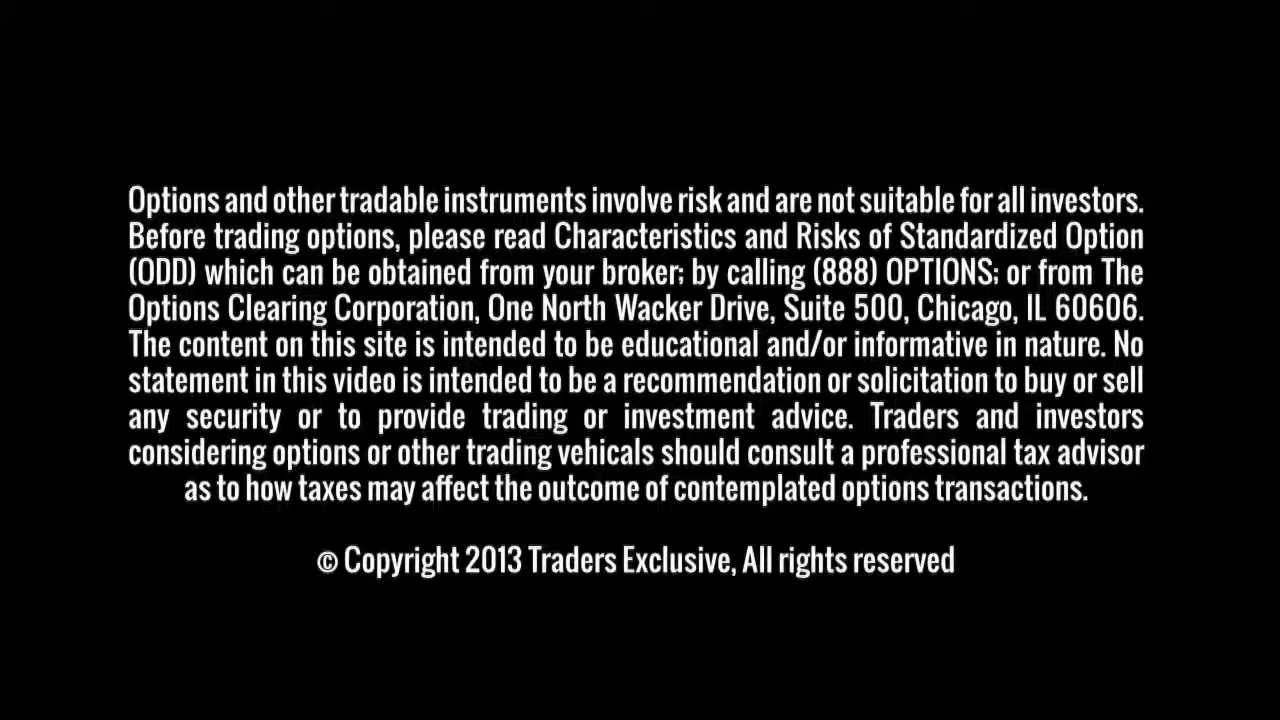 Options and other tradable instruments involve risk and are not suitable for all investors.
Before trading options, please read Characteristics and Risks of Standardized Option
(ODD) which can be obtained from your broker; by calling (888) OPTIONS; or from The
Options Clearing Corporation, One North Wacker Drive, Suite 500, Chicago, IL 60606.
The content on this site is intended to be educational and/or informative in nature. No
statement in this video is intended to be a recommendation or solicitation to buy or sell
any security or to provide trading or investment advice. Traders and investors
considering options or other trading vehicals should consult a professional tax advisor
as to how taxes may affect the outcome of contemplated options transactions.
© Copyright 2013 Traders Exclusive, All rights reserved